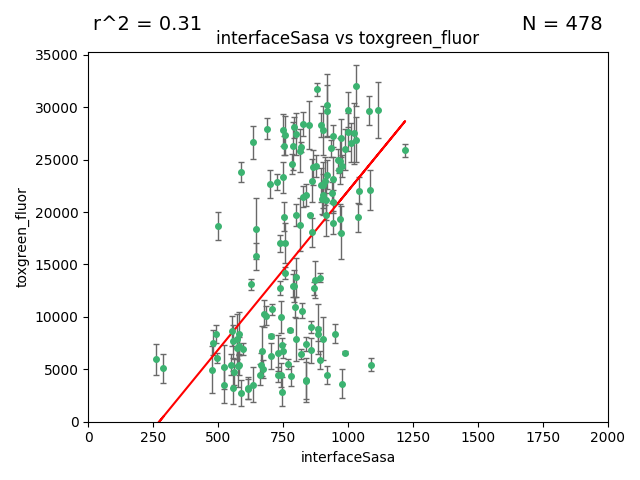 r^2 = 0.31 N = 478
interfaceSasa vs toxgreen_fluor
35000
30000
25000
20000
15000
10000
5000
0
toxgreen_fluor
0 250 500 750 1000 1250 1500 1750 2000
interfaceSasa